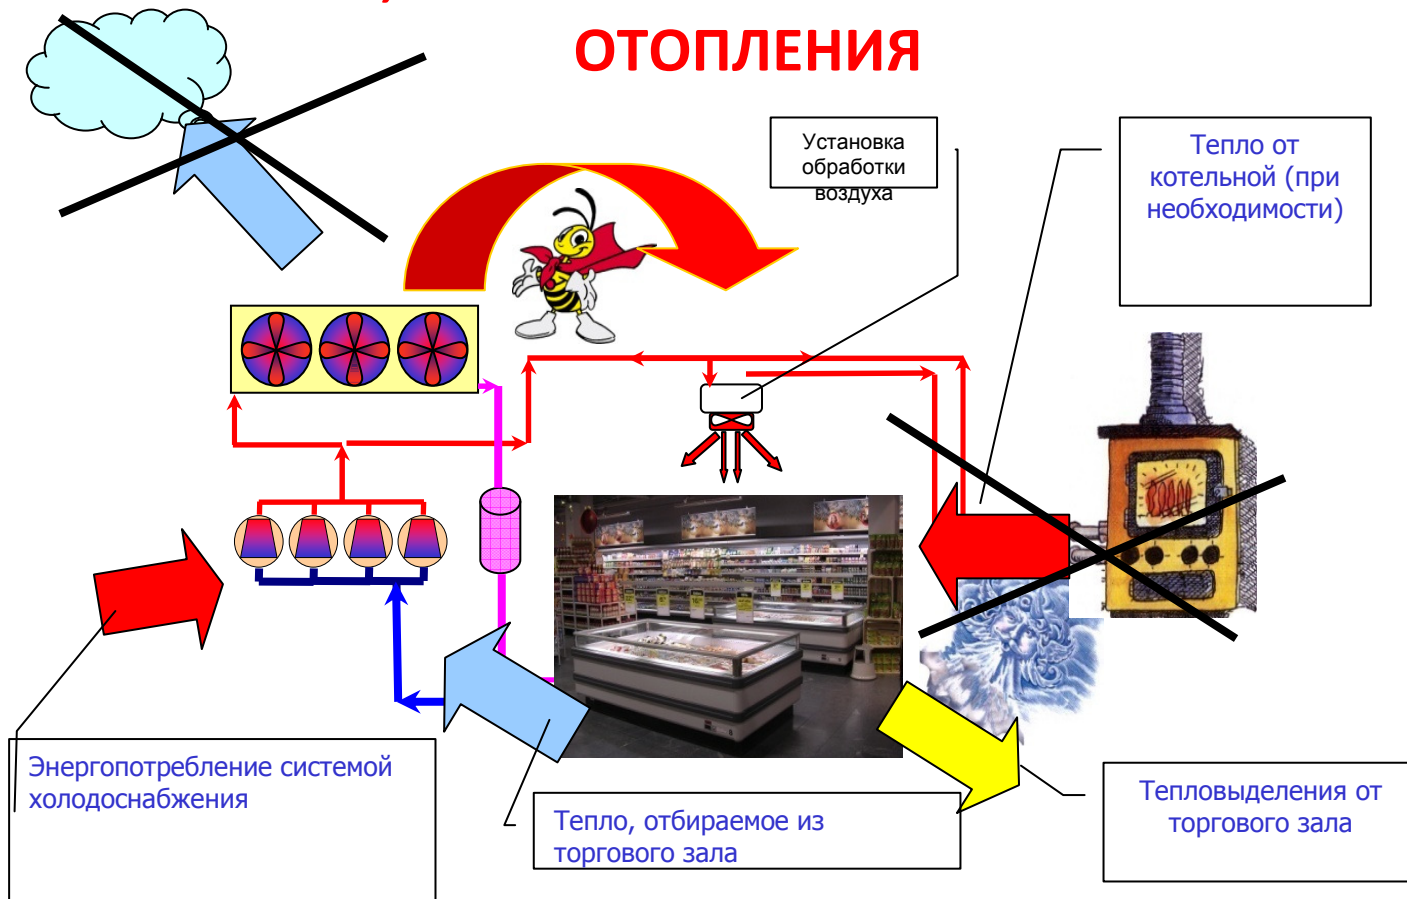 ОТОПЛЕНИЯ
Установка
обработки
воздуха
Тепло от
котельной (при
необходимости)
Энергопотребление системой
холодоснабжения
Тепло, отбираемое из
торгового зала
Тепловыделения от
торгового зала